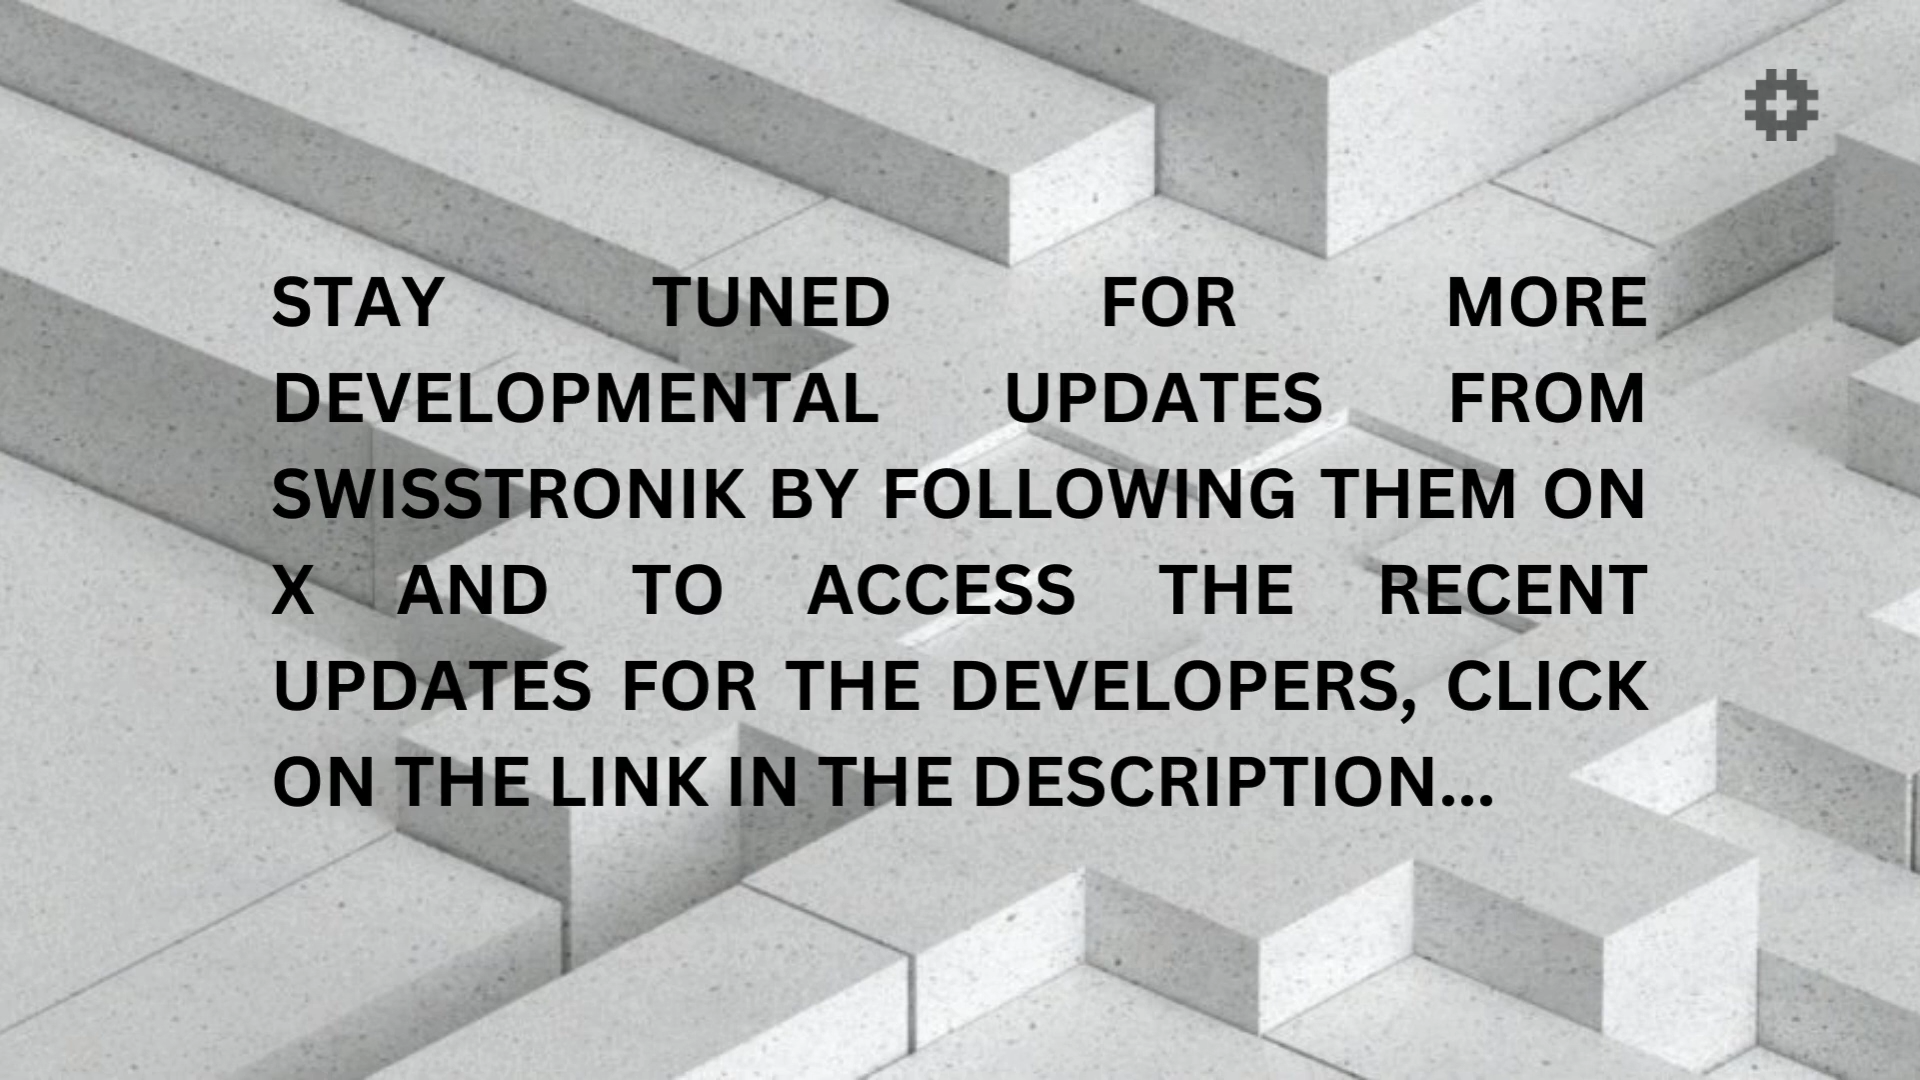 STAY TUNED FOR MORE
DEVELOPMENTAL UPDATES FROM
SWISSTRONIK BY FOLLOWING THEM ON
X AND TO ACCESS THE RECENT
UPDATES FOR THE DEVELOPERS, CLICK
ON THE LINK IN THE DESCRIPTION...